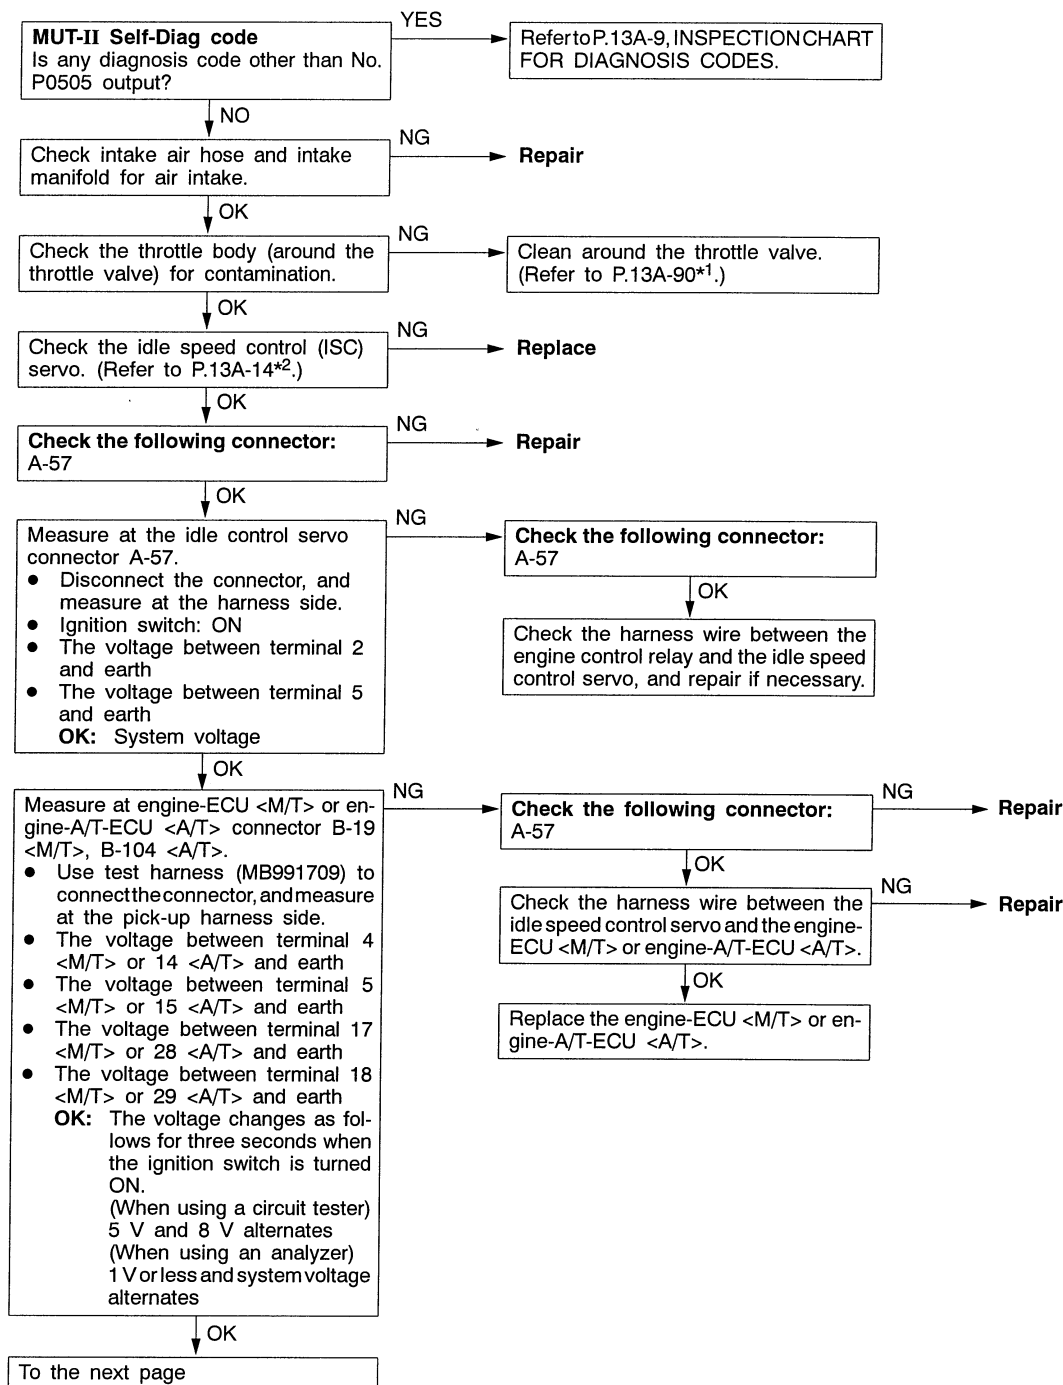 YES
MUT-II Self-Diag code
Is any diagnosis code other than No.
P0505 output?
Refer to P.13A-9, INSPECTION CHART
FOR DIAGNOSIS CODES.
NO
NG
Check intake air hose and intake
manifold for air intake.
Repair
OK
NG
Check the throttle body (around the
throttle valve) for contamination.
Clean around the throttle valve.
(Refer to P.13A-90*1.)
OK
NG
Check the idle speed control (ISC)
servo. (Refer to P.13A-14*2.)
Replace
OK
NG
Check the following connector:
A-57
Repair
OK
NG
Measure at the idle control servo
connector A-57.
● Disconnect the connector, and
measure at the harness side.
● Ignition switch: ON
● The voltage between terminal 2
and earth
● The voltage between terminal 5
and earth
OK: System voltage
Check the following connector:
A-57
OK
Check the harness wire between the
engine control relay and the idle speed
control servo, and repair if necessary.
OK
NG
Measure at engine-ECU <M/T> or en-
gine-A/T-ECU <A/T> connector B-19
<M/T>, B-104 <A/T>.
● Use test harness (MB991709) to
connect the connector, and measure
at the pick-up harness side.
● The voltage between terminal 4
<M/T> or 14 <A/T> and earth
● The voltage between terminal 5
<M/T> or 15 <A/T> and earth
● The voltage between terminal 17
<M/T> or 28 <A/T> and earth
● The voltage between terminal 18
<M/T> or 29 <A/T> and earth
OK: The voltage changes as fol-
lows for three seconds when
the ignition switch is turned
ON.
(When using a circuit tester)
5 V and 8 V alternates
(When using an analyzer)
1 V or less and system voltage
alternates
Check the following connector:
A-57
NG
Repair
OK
Check the harness wire between the
idle speed control servo and the engine-
ECU <M/T> or engine-A/T-ECU <A/T>.
NG
Repair
OK
Replace the engine-ECU <M/T> or en-
gine-A/T-ECU <A/T>.
OK
To the next page